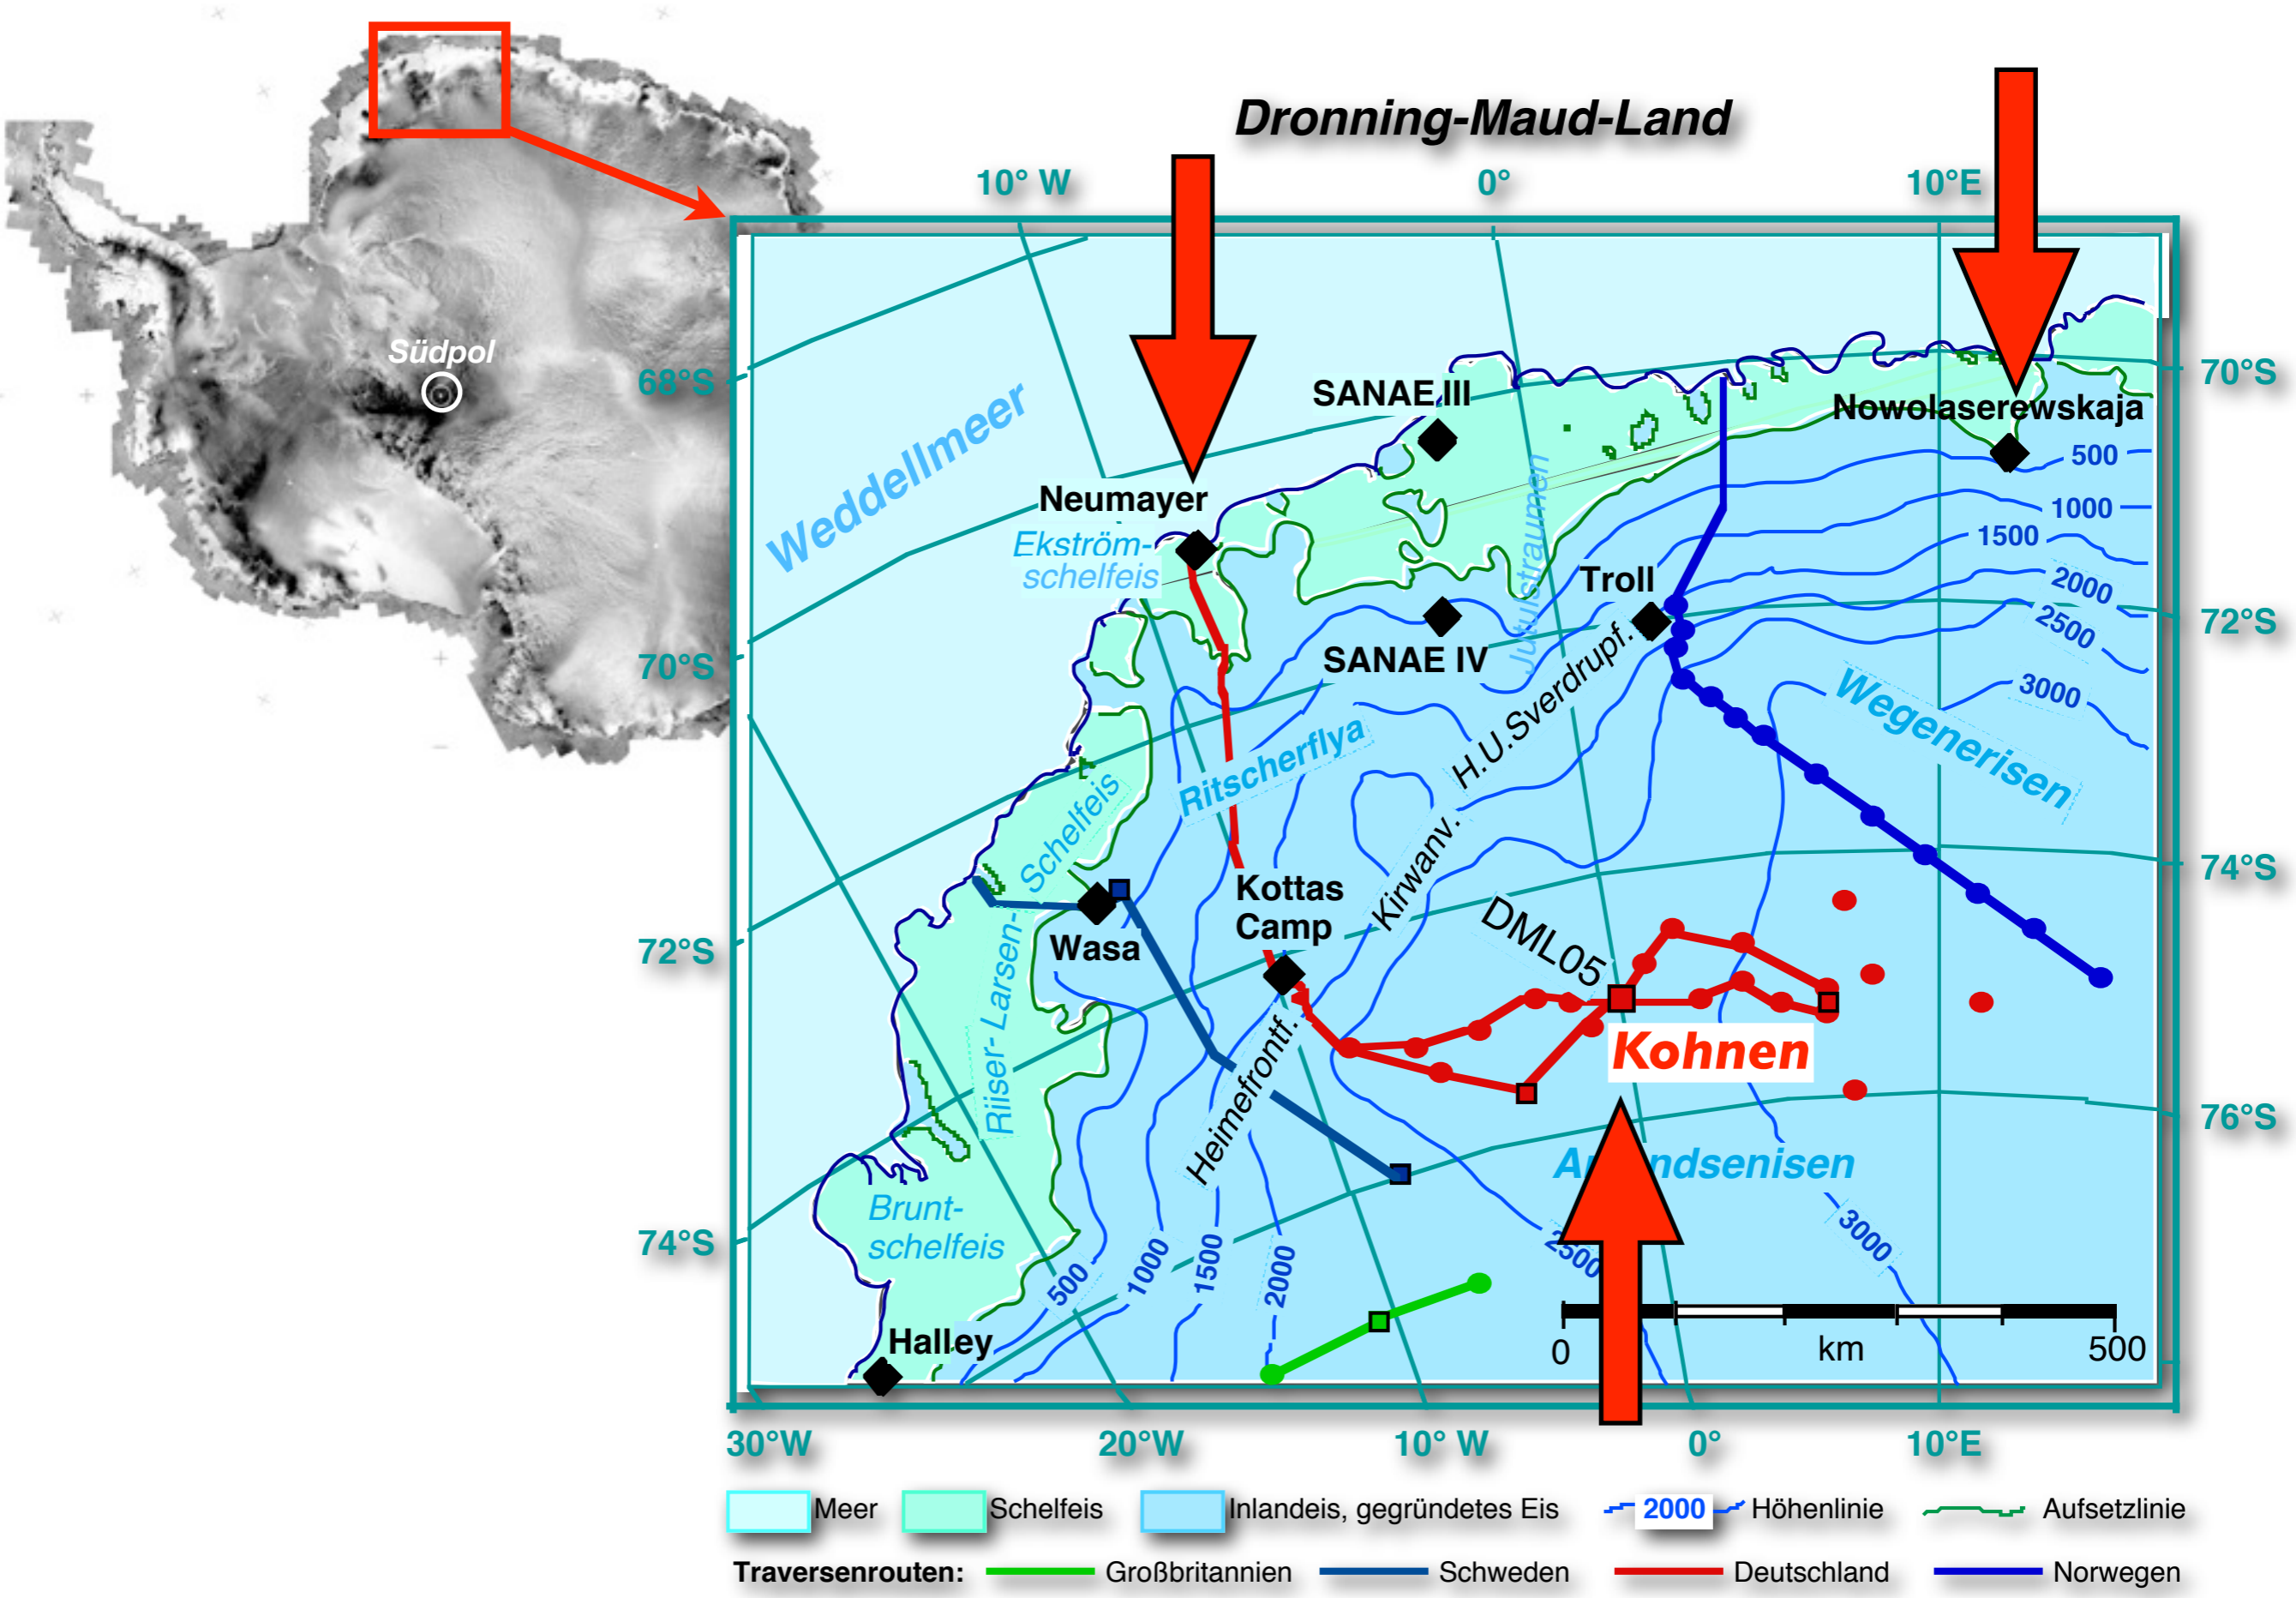 Dronning-Maud-Land
10° W
0°
10°E
Südpol
68°S
70°S
72°S
74°S
70°S
72°S
74°S
76°S
Weddellmeer
SANAE III
Nowolaserewskaja
500
1000
1500
2000
2500
3000
Neumayer
Ekström-
schelfeis
Jutulstraumen
Troll
SANAE IV
H.U.Sverdrupf.
Wegenerisen
Ritscherflya
Schelfeis
Riiser- Larsen-
Kottas
Camp
Kirwanv.
Wasa
DML05
Kohnen
Heimefrontf.
Brunt-
schelfeis
500
1000
1500
2000
2500
3000
Halley
0
km
500
30°W
20°W
10° W
0°
10°E
Meer
Schelfeis
Inlandeis, gegründetes Eis
2000
Höhenlinie
Aufsetzlinie
Traversenrouten:
Großbritannien
Schweden
Deutschland
Norwegen